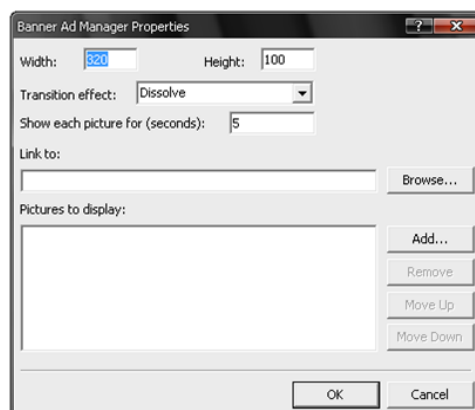 Banner Ad Manager Properties
Width: 320 Height: 100
Transition effect: Dissolve
Show each picture for (seconds): 5
Link to:
Browse...
Pictures to display:
Add...
Remove
Move Up
Move Down
OK Cancel